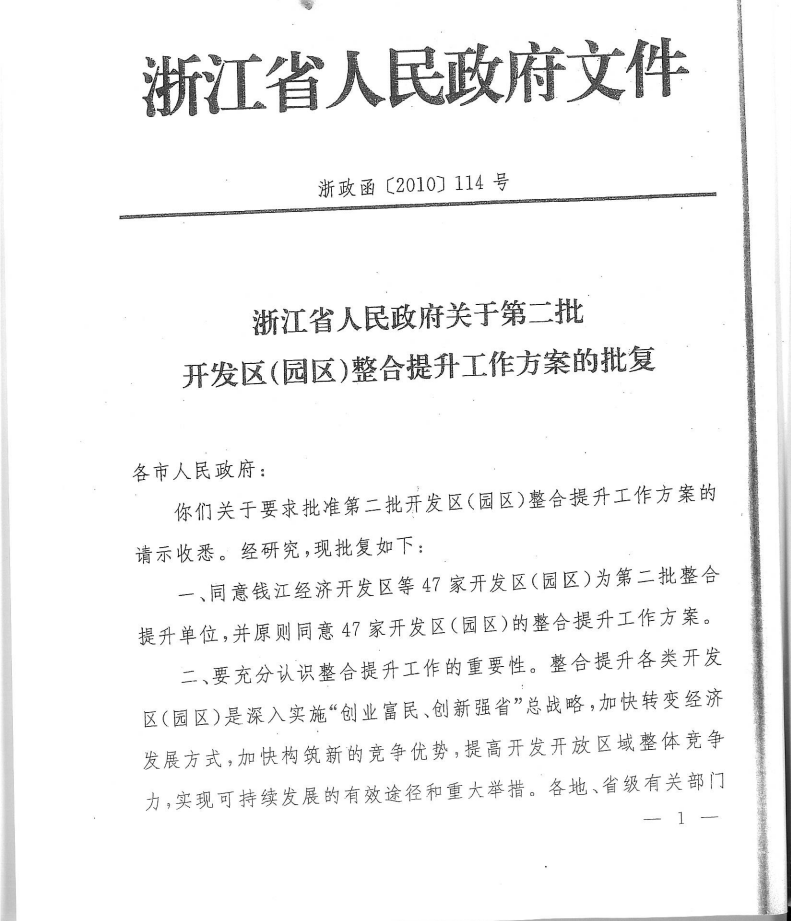 浙江省人民政府文件
浙政函〔2010〕114 号
浙江省人民政府关于第二批
开发区(园区)整合提升工作方案的批复
各市人民政府:
你们关于要求批准第二批开发区(园区)整合提升工作方案的
请示收悉。经研究,现批复如下:
一、同意钱江经济开发区等 47 家开发区(园区)为第二批整合
提升单位,并原则同意 47 家开发区(园区)的整合提升工作方案。
二、要充分认识整合提升工作的重要性。整合提升各类开发
区(园区)是深入实施“创业富民、创新强省”总战略,加快转变经济
发展方式,加快构筑新的竞争优势,提高开发开放区域整体竞争
力,实现可持续发展的有效途径和重大举措。各地、省级有关部门
— 1 —